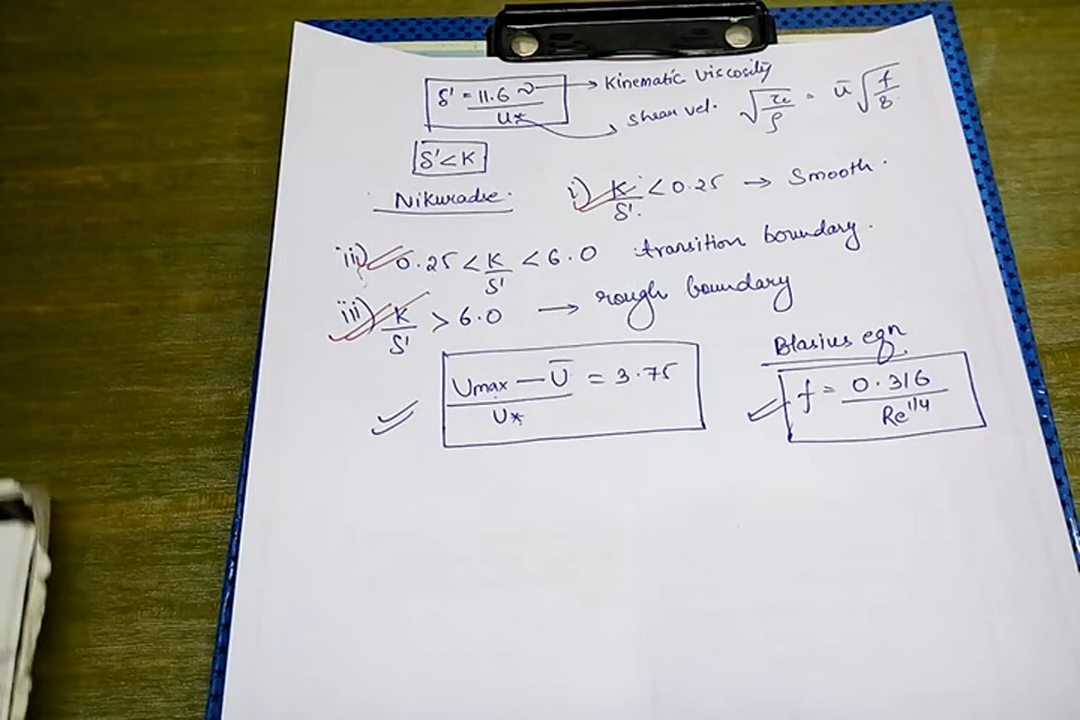 δ' = 11.6 ν / u* → Kinematic Viscosity
shear vel. √(τ₀/ρ) = ū √(f/8)
δ' < K
Nikuradse. i) K/δ' < 0.25 → Smooth.
iii) 0.25 < K/δ' < 6.0 transition boundary.
iii) K/δ' > 6.0 → rough boundary
Blasius eqn.
(Umax — Ū) / U* = 3.75
f = 0.316 / Re^1/4